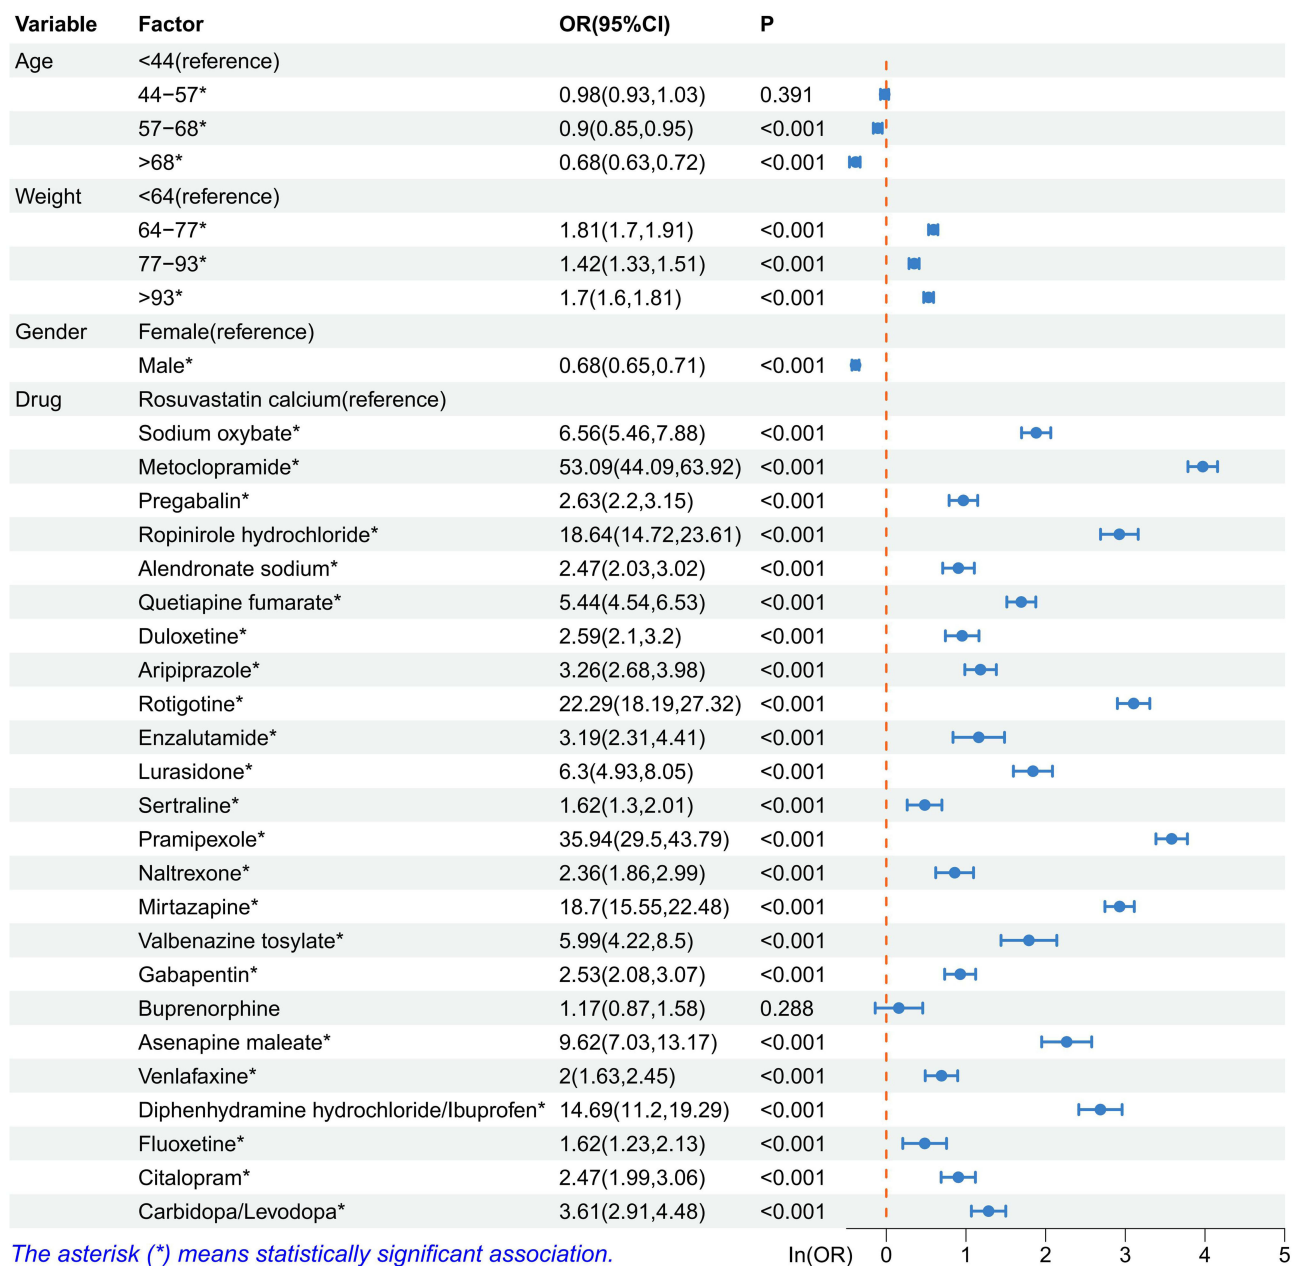 Variable Factor OR(95%CI) P
Age <44(reference)
44−57* 0.98(0.93,1.03) 0.391
57−68* 0.9(0.85,0.95) <0.001
>68* 0.68(0.63,0.72) <0.001
Weight <64(reference)
64−77* 1.81(1.7,1.91) <0.001
77−93* 1.42(1.33,1.51) <0.001
>93* 1.7(1.6,1.81) <0.001
Gender Female(reference)
Male* 0.68(0.65,0.71) <0.001
Drug Rosuvastatin calcium(reference)
Sodium oxybate* 6.56(5.46,7.88) <0.001
Metoclopramide* 53.09(44.09,63.92) <0.001
Pregabalin* 2.63(2.2,3.15) <0.001
Ropinirole hydrochloride* 18.64(14.72,23.61) <0.001
Alendronate sodium* 2.47(2.03,3.02) <0.001
Quetiapine fumarate* 5.44(4.54,6.53) <0.001
Duloxetine* 2.59(2.1,3.2) <0.001
Aripiprazole* 3.26(2.68,3.98) <0.001
Rotigotine* 22.29(18.19,27.32) <0.001
Enzalutamide* 3.19(2.31,4.41) <0.001
Lurasidone* 6.3(4.93,8.05) <0.001
Sertraline* 1.62(1.3,2.01) <0.001
Pramipexole* 35.94(29.5,43.79) <0.001
Naltrexone* 2.36(1.86,2.99) <0.001
Mirtazapine* 18.7(15.55,22.48) <0.001
Valbenazine tosylate* 5.99(4.22,8.5) <0.001
Gabapentin* 2.53(2.08,3.07) <0.001
Buprenorphine 1.17(0.87,1.58) 0.288
Asenapine maleate* 9.62(7.03,13.17) <0.001
Venlafaxine* 2(1.63,2.45) <0.001
Diphenhydramine hydrochloride/Ibuprofen* 14.69(11.2,19.29) <0.001
Fluoxetine* 1.62(1.23,2.13) <0.001
Citalopram* 2.47(1.99,3.06) <0.001
Carbidopa/Levodopa* 3.61(2.91,4.48) <0.001
The asterisk (*) means statistically significant association. ln(OR) 0 1 2 3 4 5